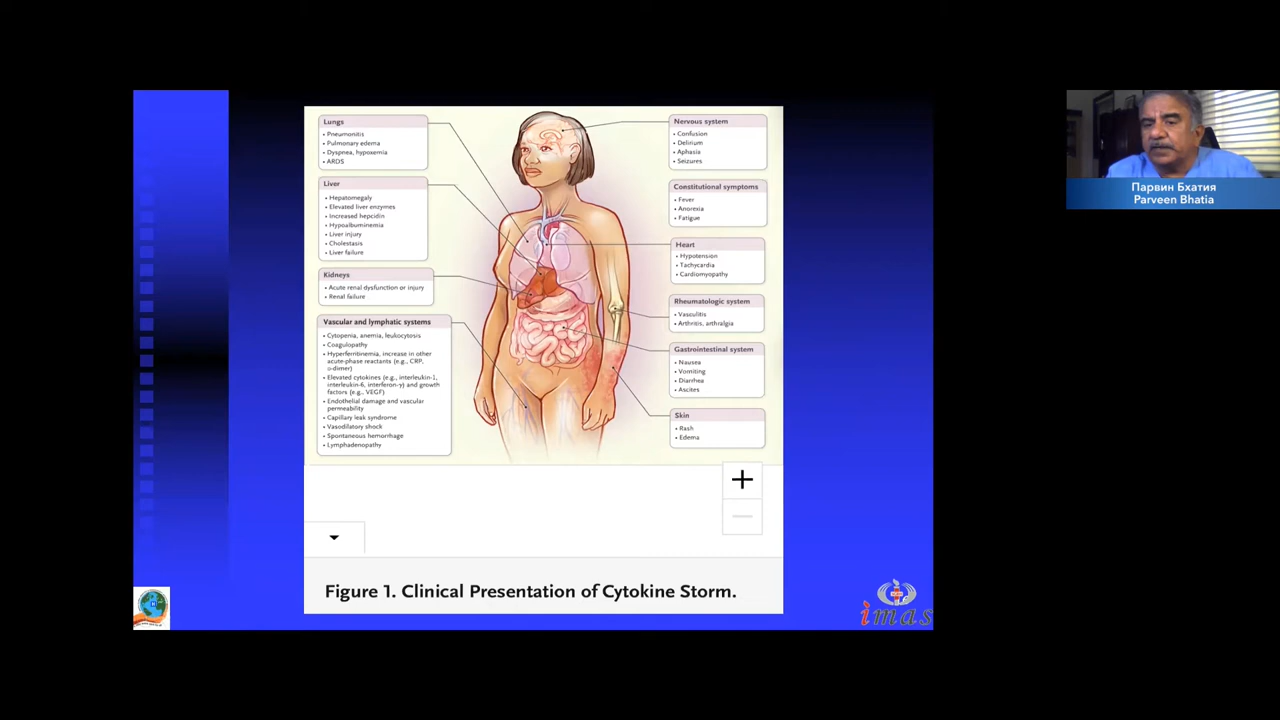 Lungs
• Pneumonitis
• Pulmonary edema
• Dyspnea, hypoxemia
• ARDS
Liver
• Hepatomegaly
• Elevated liver enzymes
• Increased hepcidin
• Hypoalbuminemia
• Liver injury
• Cholestasis
• Liver failure
Kidneys
• Acute renal dysfunction or injury
• Renal failure
Vascular and lymphatic systems
• Cytopenia, anemia, leukocytosis
• Coagulopathy
• Hyperferritinemia, increase in other
acute-phase reactants (e.g., CRP,
D-dimer)
• Elevated cytokines (e.g., interleukin-1,
interleukin-6, interferon-γ) and growth
factors (e.g., VEGF)
• Endothelial damage and vascular
permeability
• Capillary leak syndrome
• Vasodilatory shock
• Spontaneous hemorrhage
• Lymphadenopathy
Nervous system
• Confusion
• Delirium
• Aphasia
• Seizures
Constitutional symptoms
• Fever
• Anorexia
• Fatigue
Heart
• Hypotension
• Tachycardia
• Cardiomyopathy
Rheumatologic system
• Vasculitis
• Arthritis, arthralgia
Gastrointestinal system
• Nausea
• Vomiting
• Diarrhea
• Ascites
Skin
• Rash
• Edema
Figure 1. Clinical Presentation of Cytokine Storm.
imas
Парвин Бхатия
Parveen Bhatia